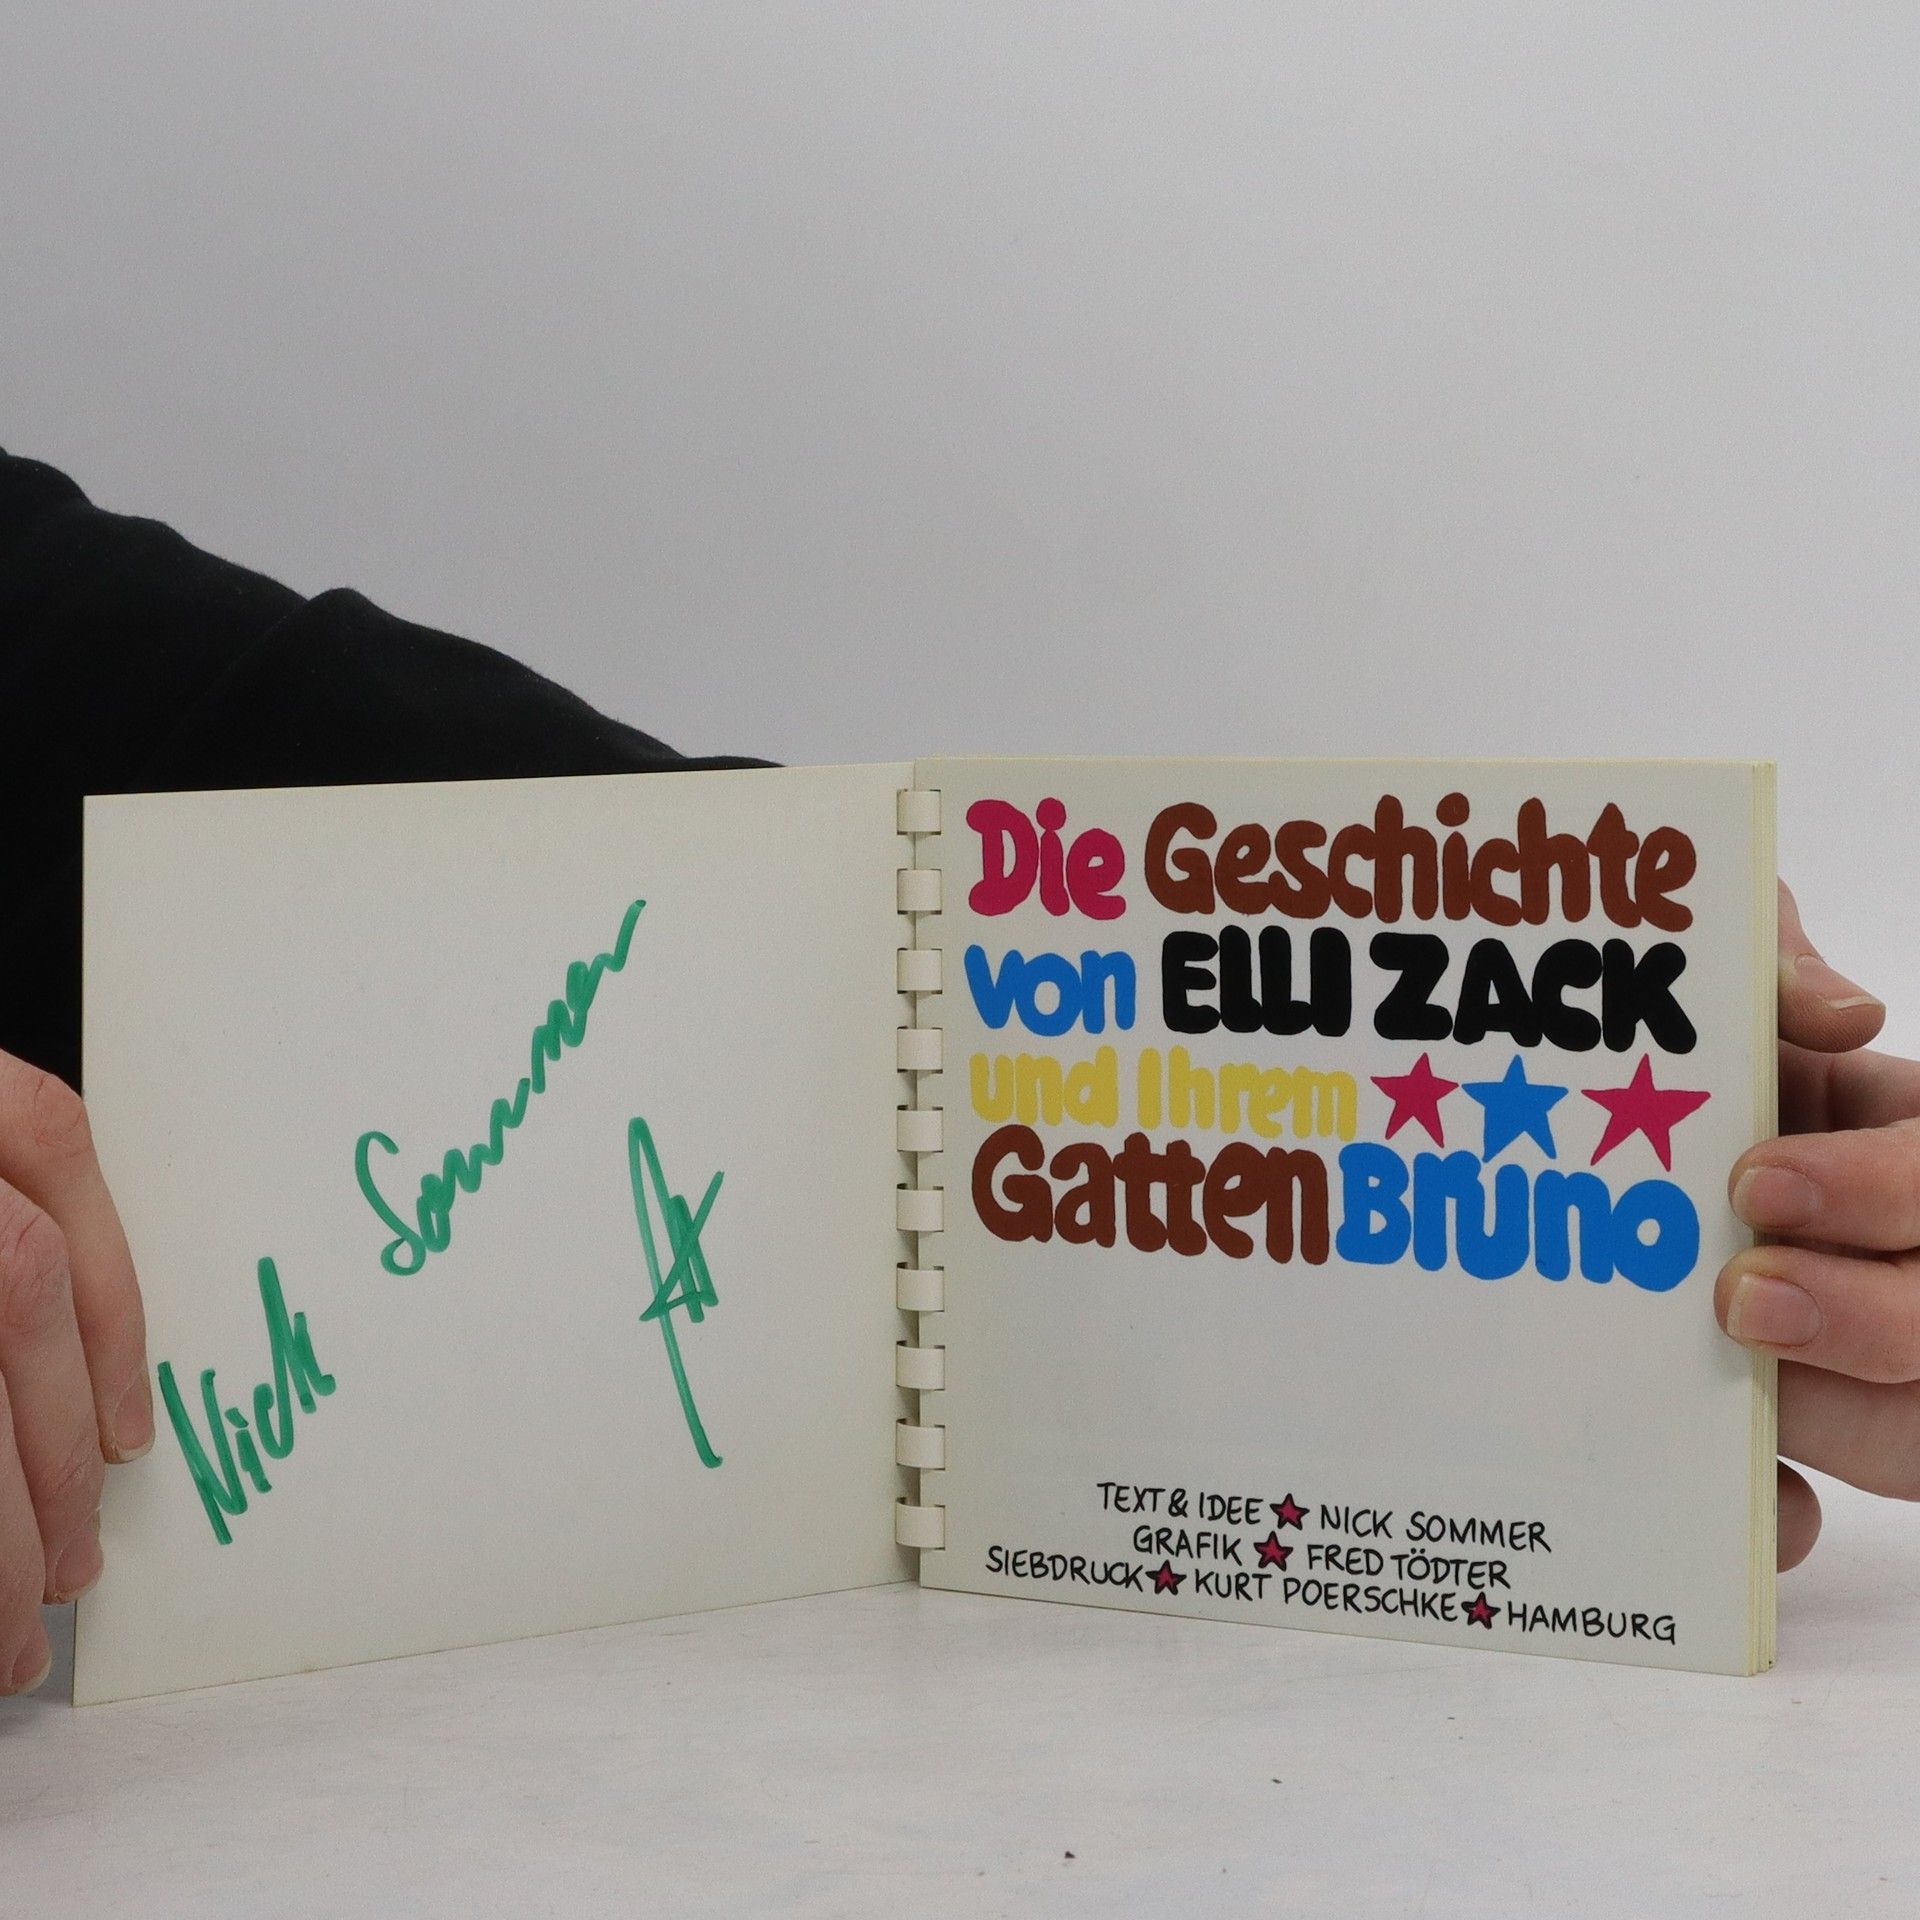 Nick Sommer
Die Geschichte
von ELLI ZACK
und Ihrem
Gatten Bruno
TEXT & IDEE ★ NICK SOMMER
GRAFIK ★ FRED TÖDTER
SIEBDRUCK ★ KURT POERSCHKE ★ HAMBURG